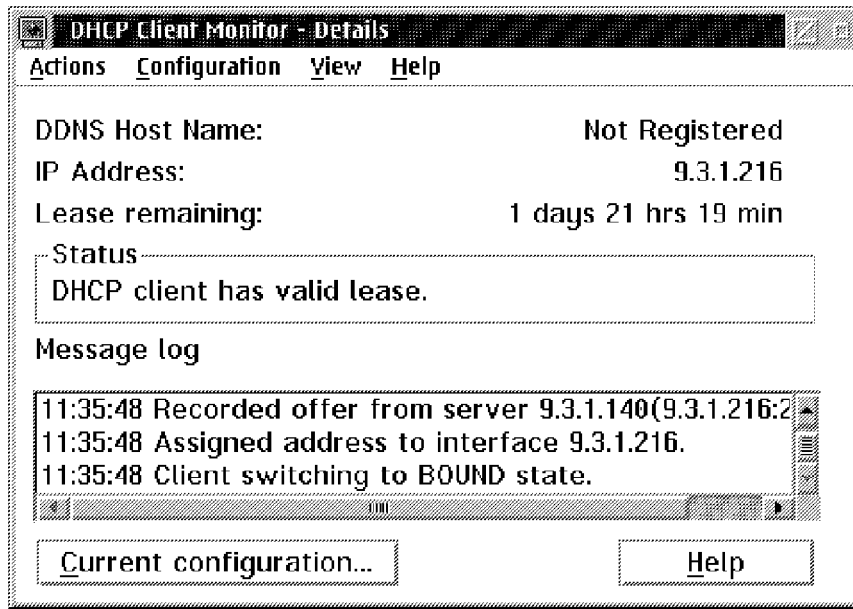 DHCP Client Monitor - Details
Actions Configuration View Help
DDNS Host Name: Not Registered
IP Address: 9.3.1.216
Lease remaining: 1 days 21 hrs 19 min
Status
DHCP client has valid lease.
Message log
11:35:48 Recorded offer from server 9.3.1.140(9.3.1.216:2
11:35:48 Assigned address to interface 9.3.1.216.
11:35:48 Client switching to BOUND state.
Current configuration... Help